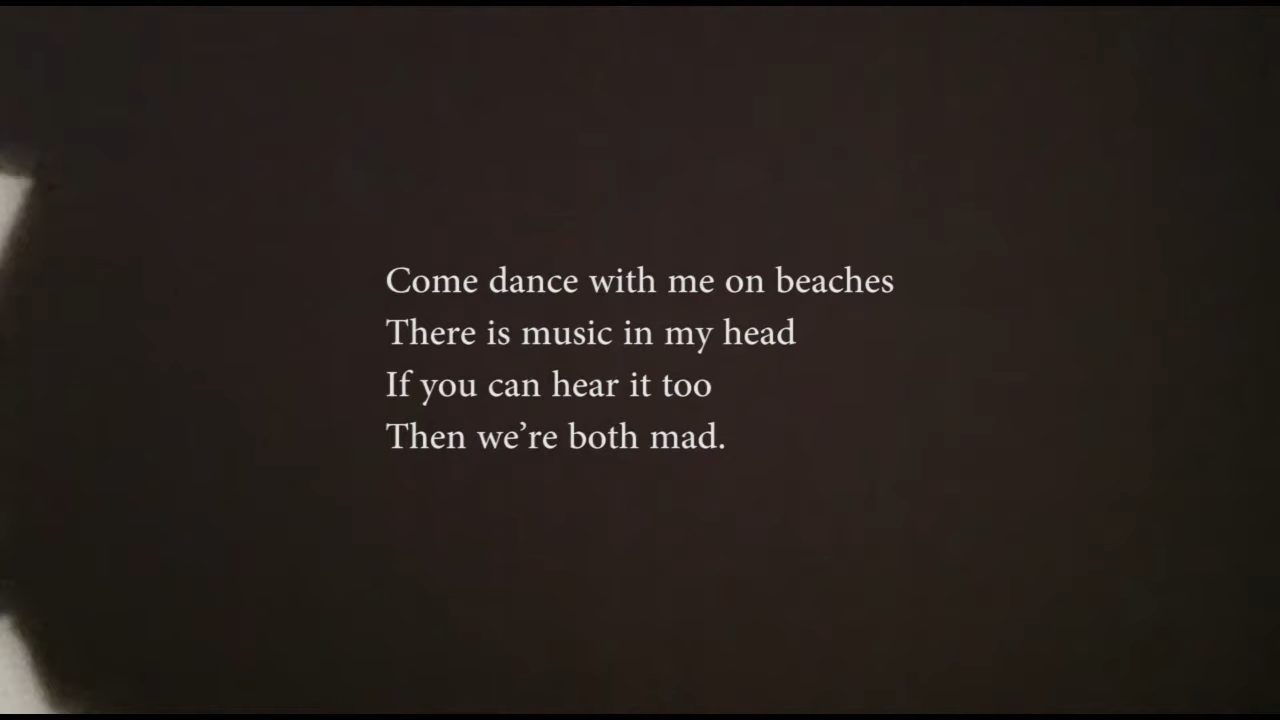 Come dance with me on beaches
There is music in my head
If you can hear it too
Then we’re both mad.